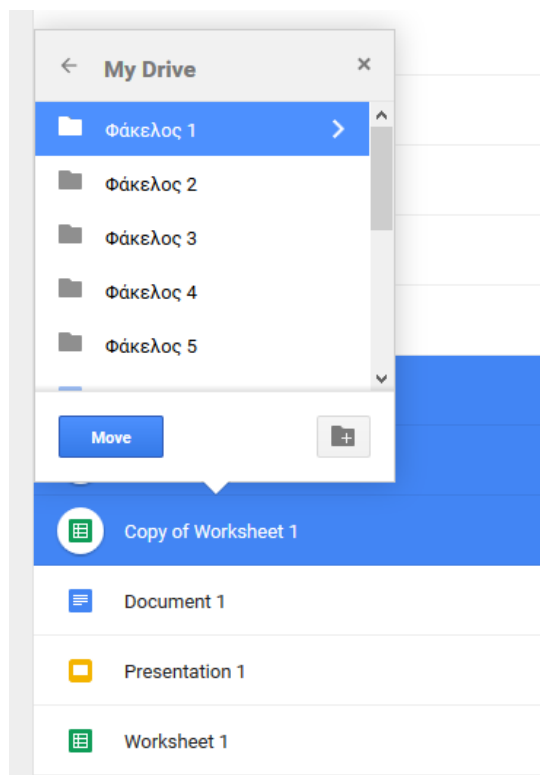 My Drive
Φάκελος 1
Φάκελος 2
Φάκελος 3
Φάκελος 4
Φάκελος 5
Move
Copy of Worksheet 1
Document 1
Presentation 1
Worksheet 1